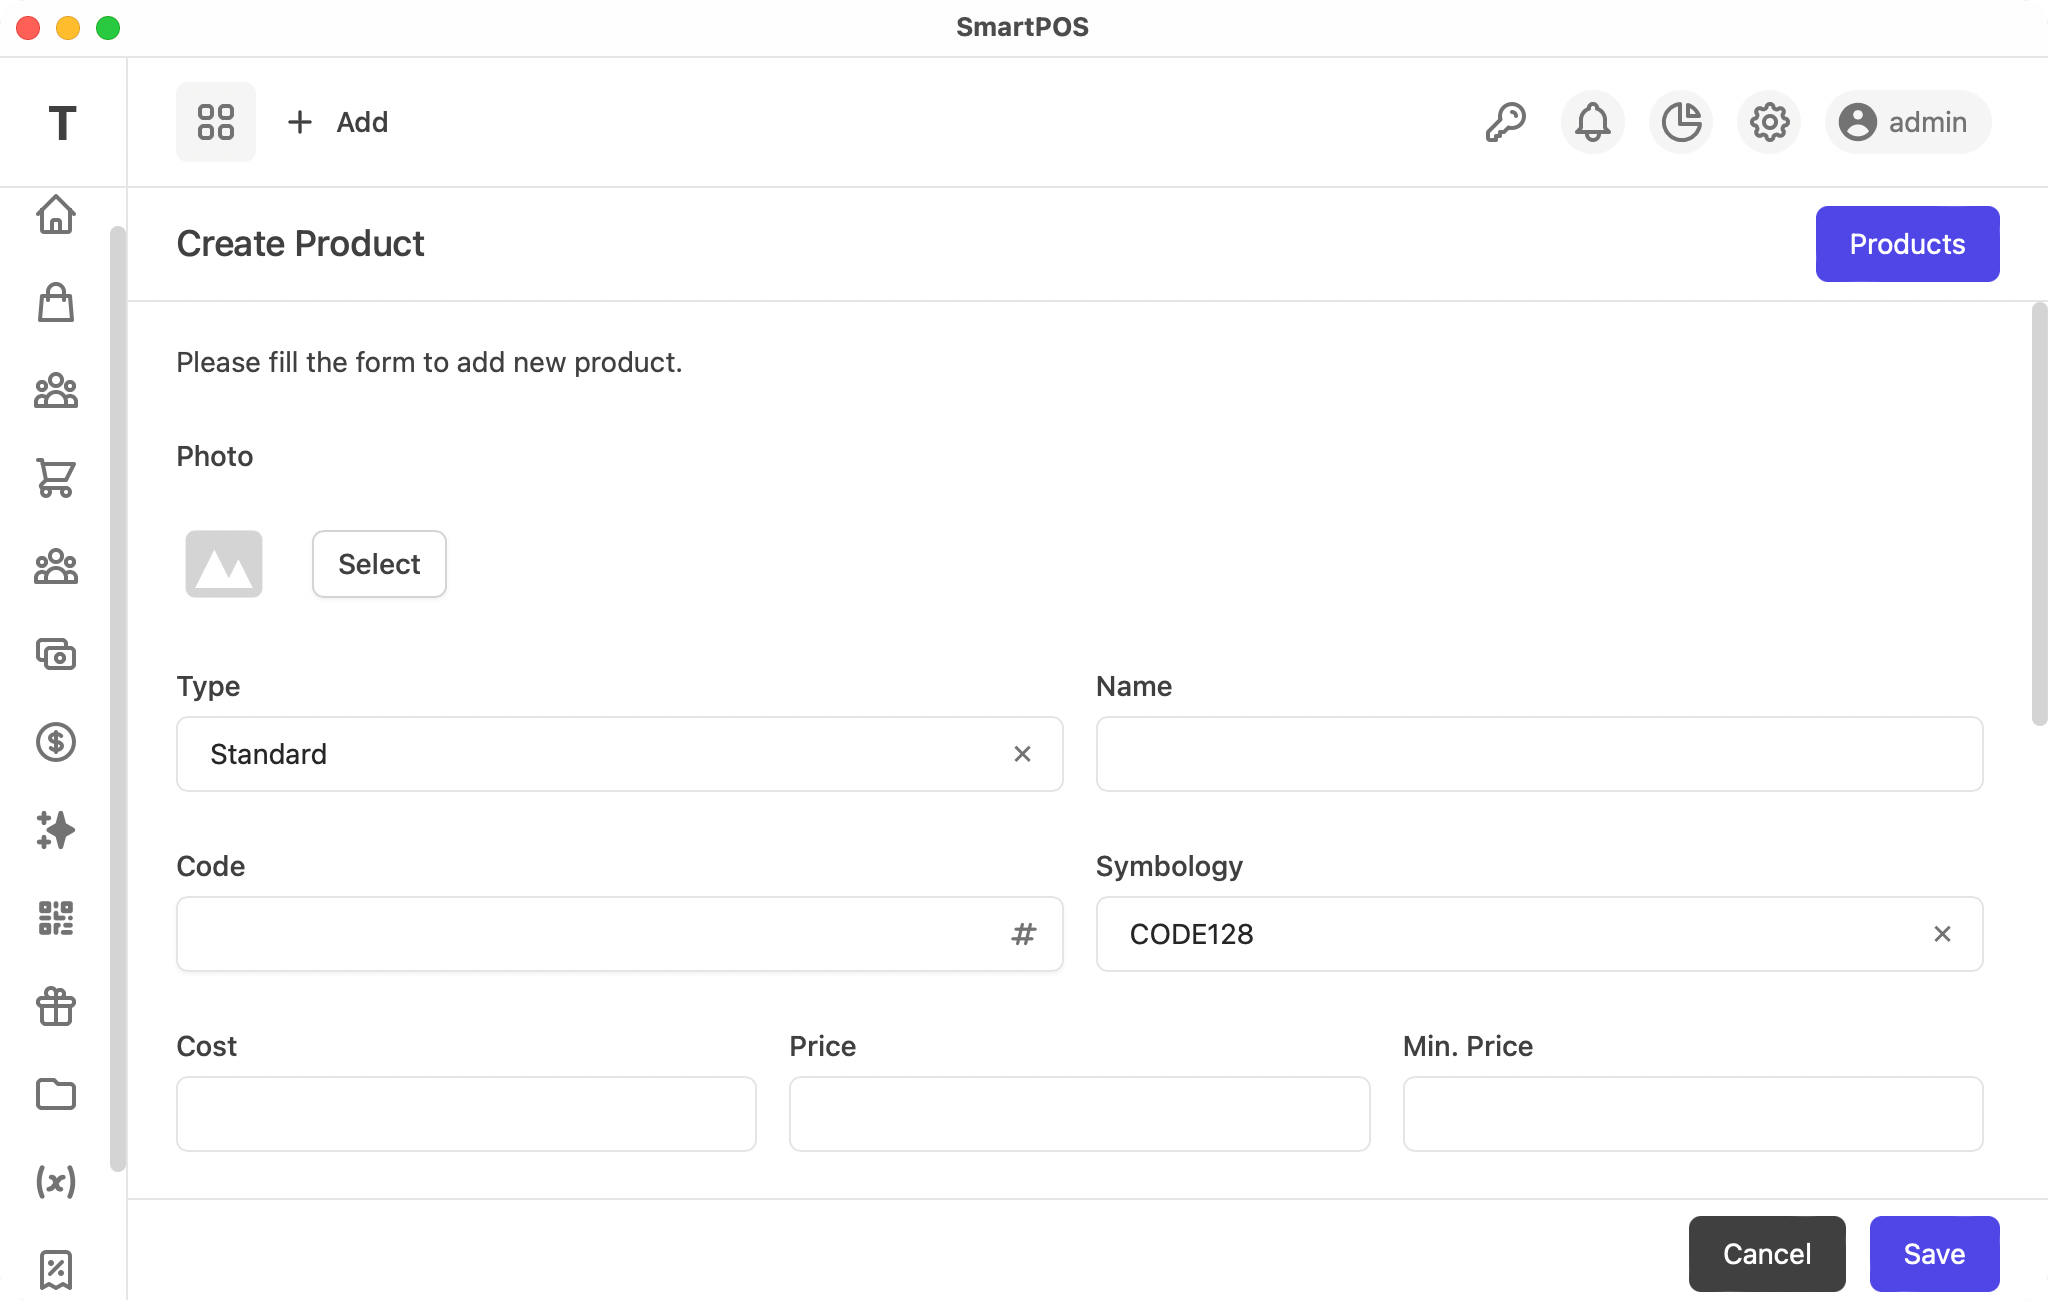 SmartPOS
T
Add
admin
Create Product
Products
Please fill the form to add new product.
Photo
Select
Type
Name
Standard
Code
Symbology
#
CODE128
Cost
Price
Min. Price
Cancel
Save